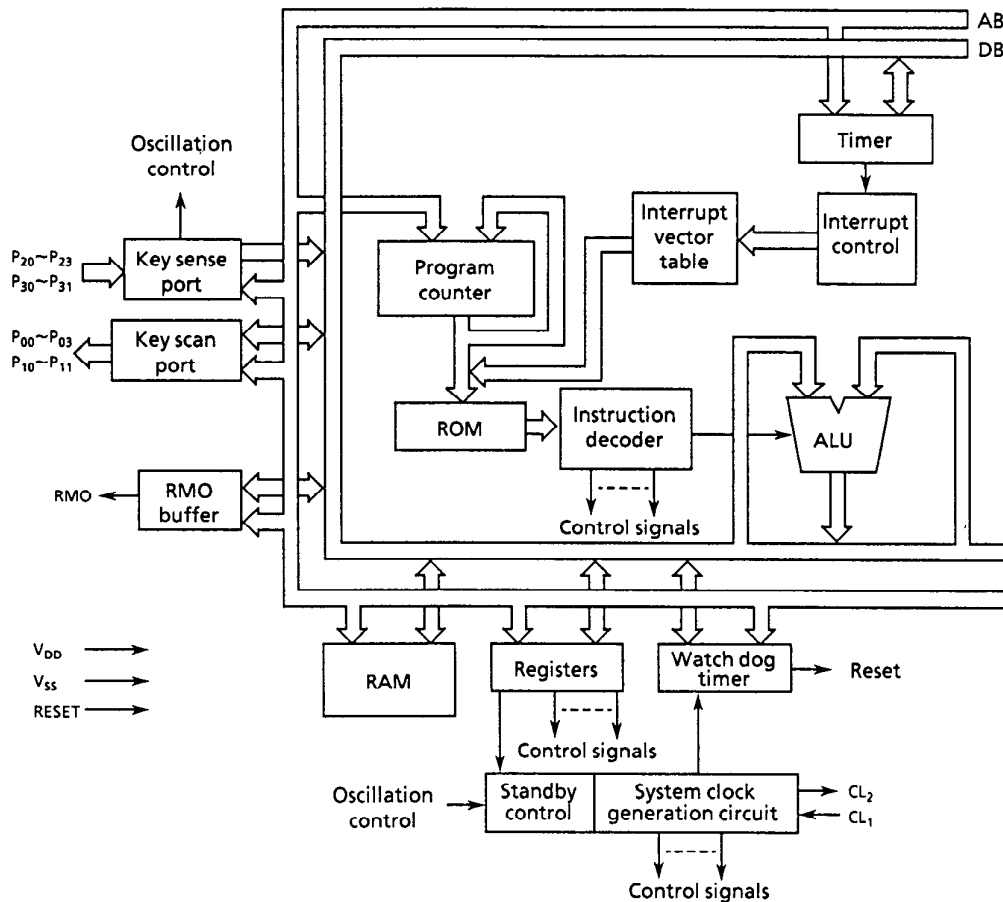 AB
DB
Timer
Oscillation
control
Interrupt
vector
table
Interrupt
control
P20~P23
P30~P31
Key sense
port
Program
counter
P00~P03
P10~P11
Key scan
port
ROM
Instruction
decoder
ALU
RMO
RMO
buffer
Control signals
VDD
VSS
RESET
RAM
Registers
Watch dog
timer
Reset
Control signals
Oscillation
control
Standby
control
System clock
generation circuit
CL2
CL1
Control signals